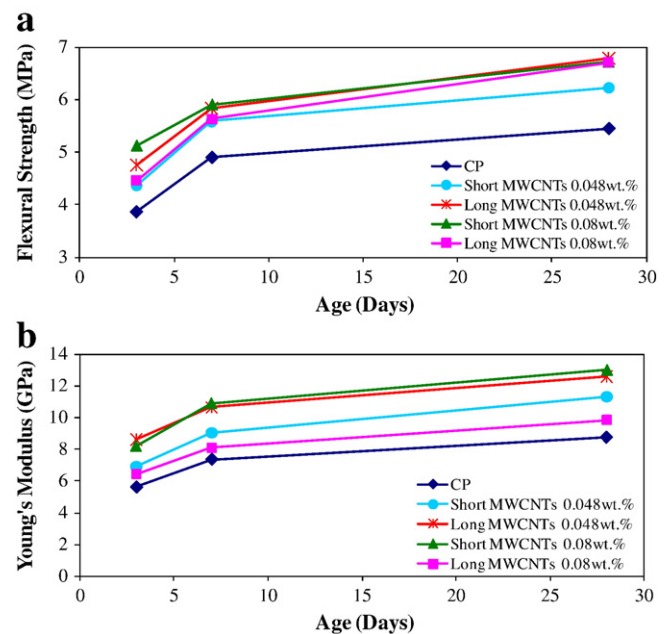 a
Flexural Strength (MPa)
7
6
5
4
3
CP
Short MWCNTs 0.048wt.%
Long MWCNTs 0.048wt.%
Short MWCNTs 0.08wt.%
Long MWCNTs 0.08wt.%
0 5 10 15 20 25 30
Age (Days)
b
Young's Modulus (GPa)
14
12
10
8
6
4
2
0
CP
Short MWCNTs 0.048wt.%
Long MWCNTs 0.048wt.%
Short MWCNTs 0.08wt.%
Long MWCNTs 0.08wt.%
0 5 10 15 20 25 30
Age (Days)